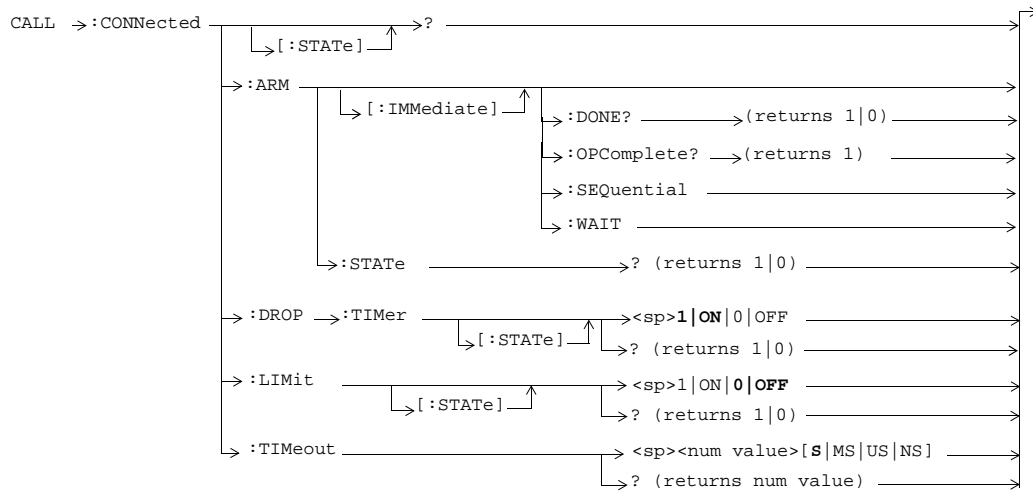 CALL :CONNected ?
[:STATe]
:ARM
[:IMMediate]
:DONE? (returns 1|0)
:OPComplete? (returns 1)
:SEQuential
:WAIT
:STATe ? (returns 1|0)
:DROP :TIMer <sp>1|ON|0|OFF
[:STATe]
? (returns 1|0)
:LIMit <sp>1|ON|0|OFF
[:STATe]
? (returns 1|0)
:TIMeout <sp><num value>[S|MS|US|NS]
? (returns num value)